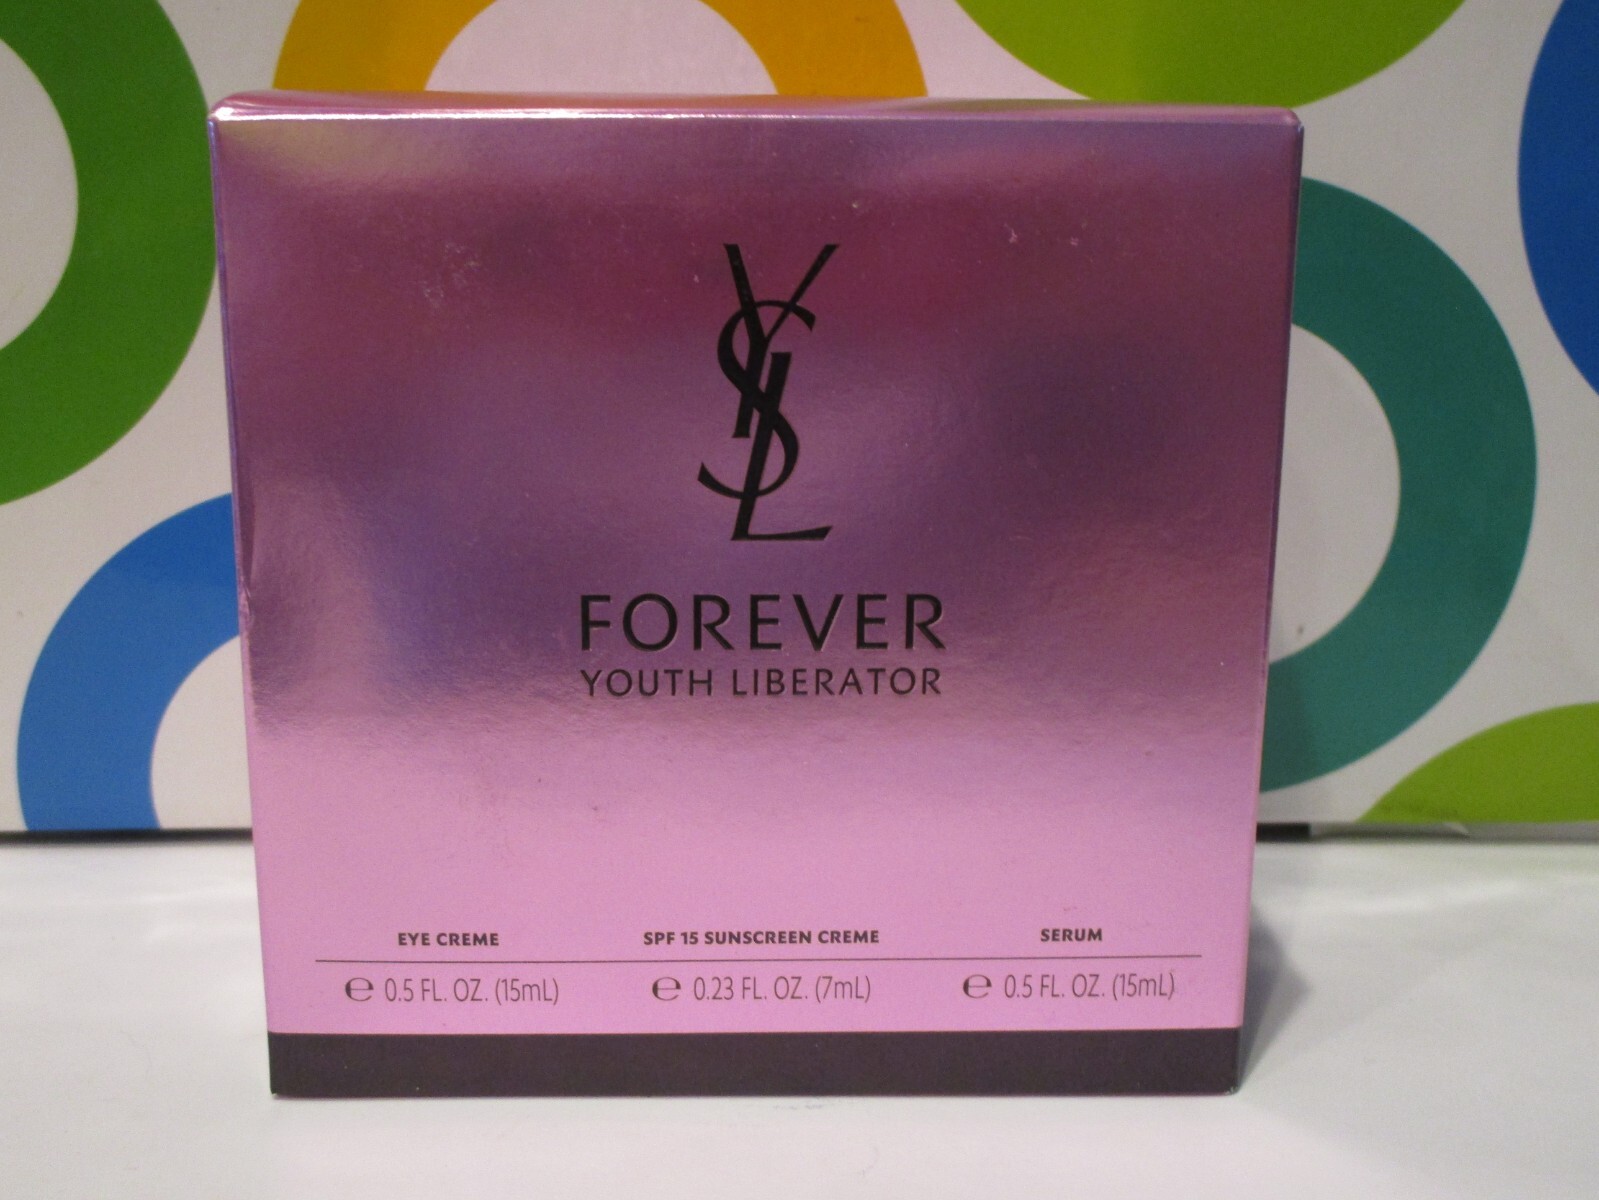 YSL
FOREVER
YOUTH LIBERATOR
EYE CREME SPF 15 SUNSCREEN CREME SERUM
℮ 0.5 FL. OZ. (15mL) ℮ 0.23 FL. OZ. (7mL) ℮ 0.5 FL. OZ. (15mL)